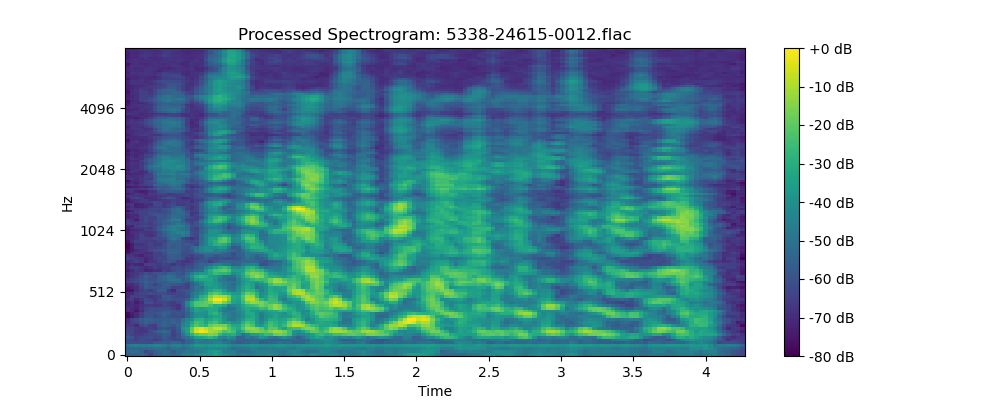 Processed Spectrogram: 5338-24615-0012.flac
Hz
4096
2048
1024
512
0
0
0.5
1
1.5
2
2.5
3
3.5
4
Time
+0 dB
-10 dB
-20 dB
-30 dB
-40 dB
-50 dB
-60 dB
-70 dB
-80 dB